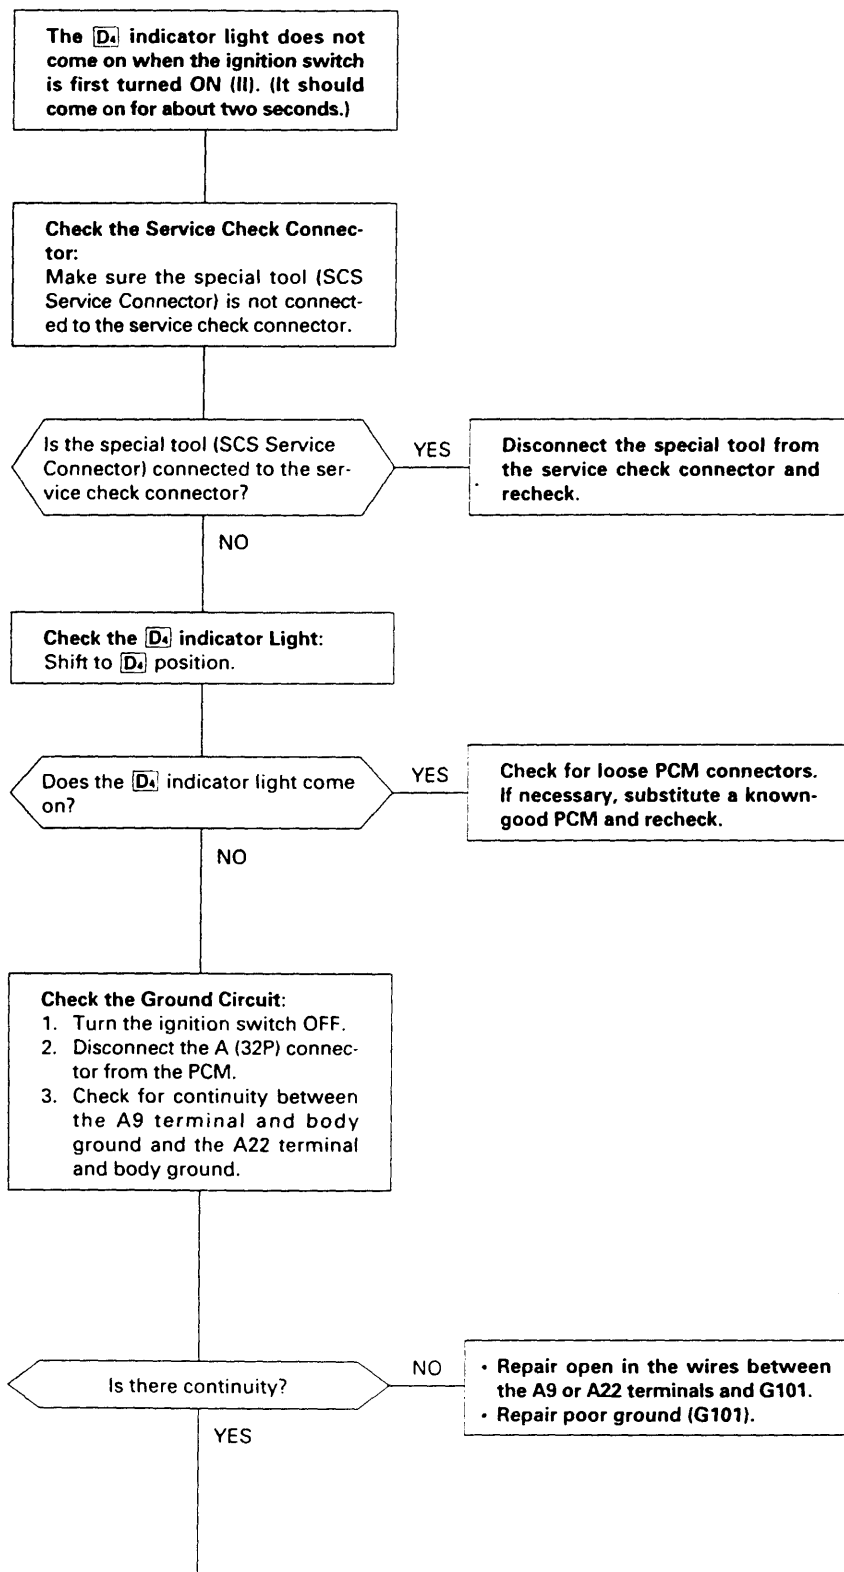 The D4 indicator light does not
come on when the ignition switch
is first turned ON (II). (It should
come on for about two seconds.)
Check the Service Check Connec-
tor:
Make sure the special tool (SCS
Service Connector) is not connect-
ed to the service check connector.
Is the special tool (SCS Service
Connector) connected to the ser-
vice check connector?
YES
Disconnect the special tool from
the service check connector and
recheck.
NO
Check the D4 indicator Light:
Shift to D4 position.
Does the D4 indicator light come
on?
YES
Check for loose PCM connectors.
If necessary, substitute a known-
good PCM and recheck.
NO
Check the Ground Circuit:
1. Turn the ignition switch OFF.
2. Disconnect the A (32P) connec-
tor from the PCM.
3. Check for continuity between
the A9 terminal and body
ground and the A22 terminal
and body ground.
Is there continuity?
NO
• Repair open in the wires between
the A9 or A22 terminals and G101.
• Repair poor ground (G101).
YES